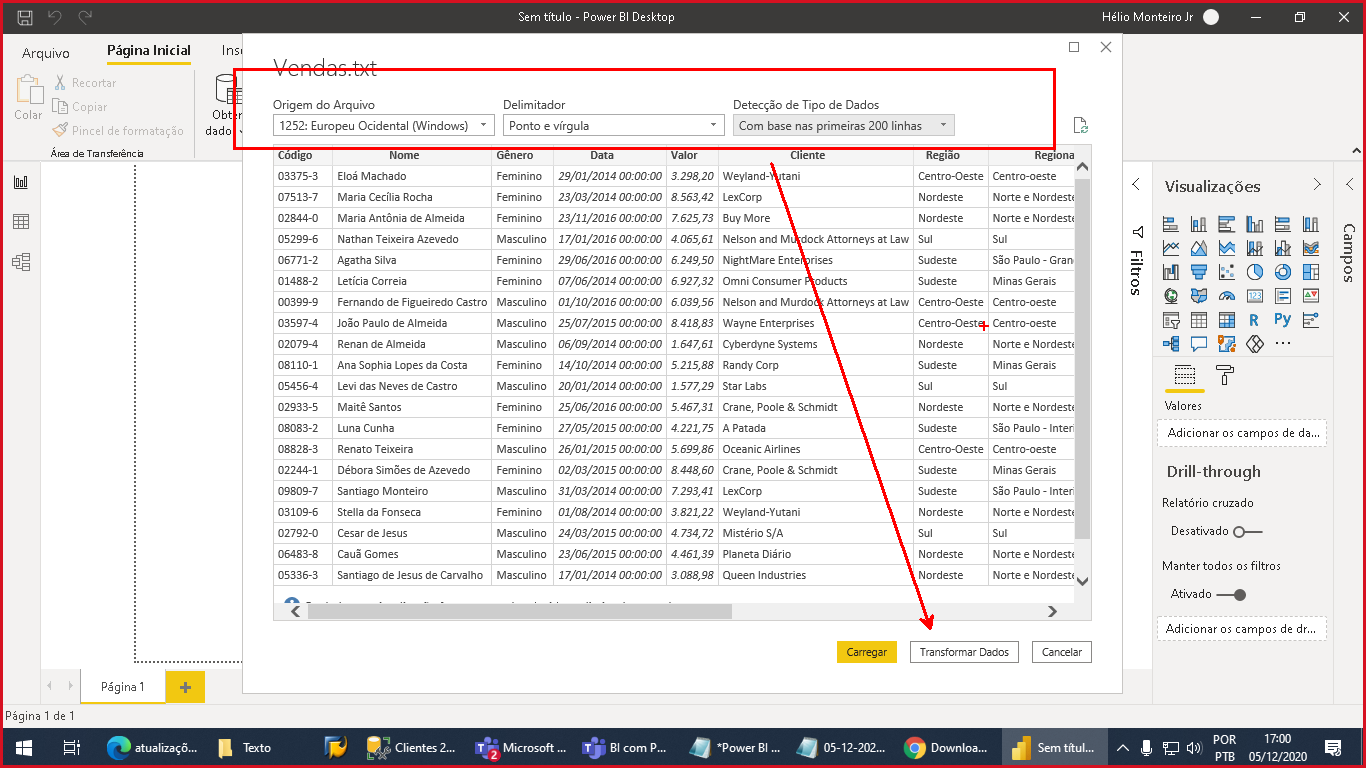 Sem título - Power BI Desktop
Hélio Monteiro Jr
Arquivo
Página Inicial
Inse
Recortar
Copiar
Pincel de formatação
Colar
Área de Transferência
Obter
dados
Vendas.txt
Origem do Arquivo
Delimitador
Detecção de Tipo de Dados
1252: Europeu Ocidental (Windows)
Ponto e vírgula
Com base nas primeiras 200 linhas
Código Nome Gênero Data Valor Cliente Região Regiona
03375-3 Eloá Machado Feminino 29/01/2014 00:00:00 3.298,20 Weyland-Yutani Centro-Oeste Centro-oeste
07513-7 Maria Cecília Rocha Feminino 23/03/2014 00:00:00 8.563,42 LexCorp Nordeste Norte e Nordeste
02844-0 Maria Antônia de Almeida Feminino 23/11/2016 00:00:00 7.625,73 Buy More Nordeste Norte e Nordeste
05299-6 Nathan Teixeira Azevedo Masculino 17/01/2016 00:00:00 4.065,61 Nelson and Murdock Attorneys at Law Sul Sul
06771-2 Agatha Silva Feminino 29/06/2016 00:00:00 6.249,50 NightMare Enterprises Sudeste São Paulo - Gran
01488-2 Letícia Correia Feminino 07/06/2014 00:00:00 6.927,32 Omni Consumer Products Sudeste Minas Gerais
00399-9 Fernando de Figueiredo Castro Masculino 01/10/2016 00:00:00 6.039,56 Nelson and Murdock Attorneys at Law Centro-Oeste Centro-oeste
03597-4 João Paulo de Almeida Masculino 25/07/2015 00:00:00 8.418,83 Wayne Enterprises Centro-Oeste Centro-oeste
02079-4 Renan de Almeida Masculino 06/09/2014 00:00:00 1.647,61 Cyberdyne Systems Nordeste Norte e Nordeste
08110-1 Ana Sophia Lopes da Costa Feminino 14/10/2014 00:00:00 5.215,88 Randy Corp Sudeste Minas Gerais
05456-4 Levi das Neves de Castro Masculino 20/01/2014 00:00:00 1.577,29 Star Labs Sul Sul
02933-5 Maitê Santos Feminino 25/06/2016 00:00:00 5.467,31 Crane, Poole & Schmidt Nordeste Norte e Nordeste
08083-2 Luna Cunha Feminino 27/05/2015 00:00:00 4.221,75 A Patada Sudeste São Paulo - Interi
08828-3 Renato Teixeira Masculino 26/01/2015 00:00:00 5.699,86 Oceanic Airlines Centro-Oeste Centro-oeste
02244-1 Débora Simões de Azevedo Feminino 02/03/2015 00:00:00 8.448,60 Crane, Poole & Schmidt Sudeste Minas Gerais
09809-7 Santiago Monteiro Masculino 31/03/2014 00:00:00 7.293,41 LexCorp Sudeste São Paulo - Interi
03109-6 Stella da Fonseca Feminino 01/08/2014 00:00:00 3.821,22 Weyland-Yutani Nordeste Norte e Nordeste
02792-0 Cesar de Jesus Masculino 24/03/2015 00:00:00 4.734,72 Mistério S/A Sul Sul
06483-8 Cauã Gomes Masculino 23/06/2015 00:00:00 4.461,39 Planeta Diário Nordeste Norte e Nordeste
05336-3 Santiago de Jesus de Carvalho Masculino 17/01/2014 00:00:00 3.088,98 Queen Industries Nordeste Norte e Nordeste
Carregar
Transformar Dados
Cancelar
Filtros
Visualizações
R
Py
Valores
Adicionar os campos de da...
Drill-through
Relatório cruzado
Desativado
Manter todos os filtros
Ativado
Adicionar os campos de dr...
Campos
Página 1
Página 1 de 1
atualizaçõ...
Texto
Clientes 2...
2
Microsoft ...
BI com P...
*Power BI ...
05-12-202...
Downloa...
Sem títul...
POR
PTB
17:00
05/12/2020